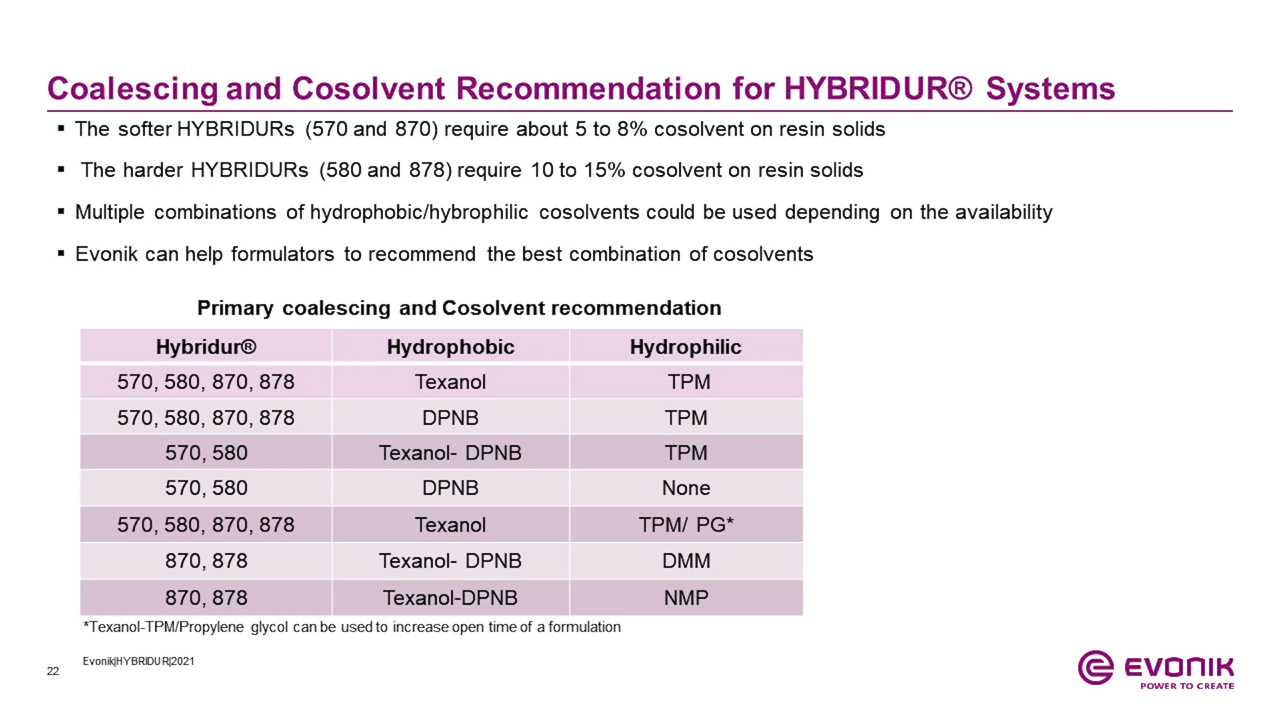 Coalescing and Cosolvent Recommendation for HYBRIDUR® Systems
▪ The softer HYBRIDURs (570 and 870) require about 5 to 8% cosolvent on resin solids
▪ The harder HYBRIDURs (580 and 878) require 10 to 15% cosolvent on resin solids
▪ Multiple combinations of hydrophobic/hybrophilic cosolvents could be used depending on the availability
▪ Evonik can help formulators to recommend the best combination of cosolvents
Primary coalescing and Cosolvent recommendation
Hybridur® Hydrophobic Hydrophilic
570, 580, 870, 878 Texanol TPM
570, 580, 870, 878 DPNB TPM
570, 580 Texanol- DPNB TPM
570, 580 DPNB None
570, 580, 870, 878 Texanol TPM/ PG*
870, 878 Texanol- DPNB DMM
870, 878 Texanol-DPNB NMP
*Texanol-TPM/Propylene glycol can be used to increase open time of a formulation
Evonik|HYBRIDUR|2021
22
EVONIK
POWER TO CREATE